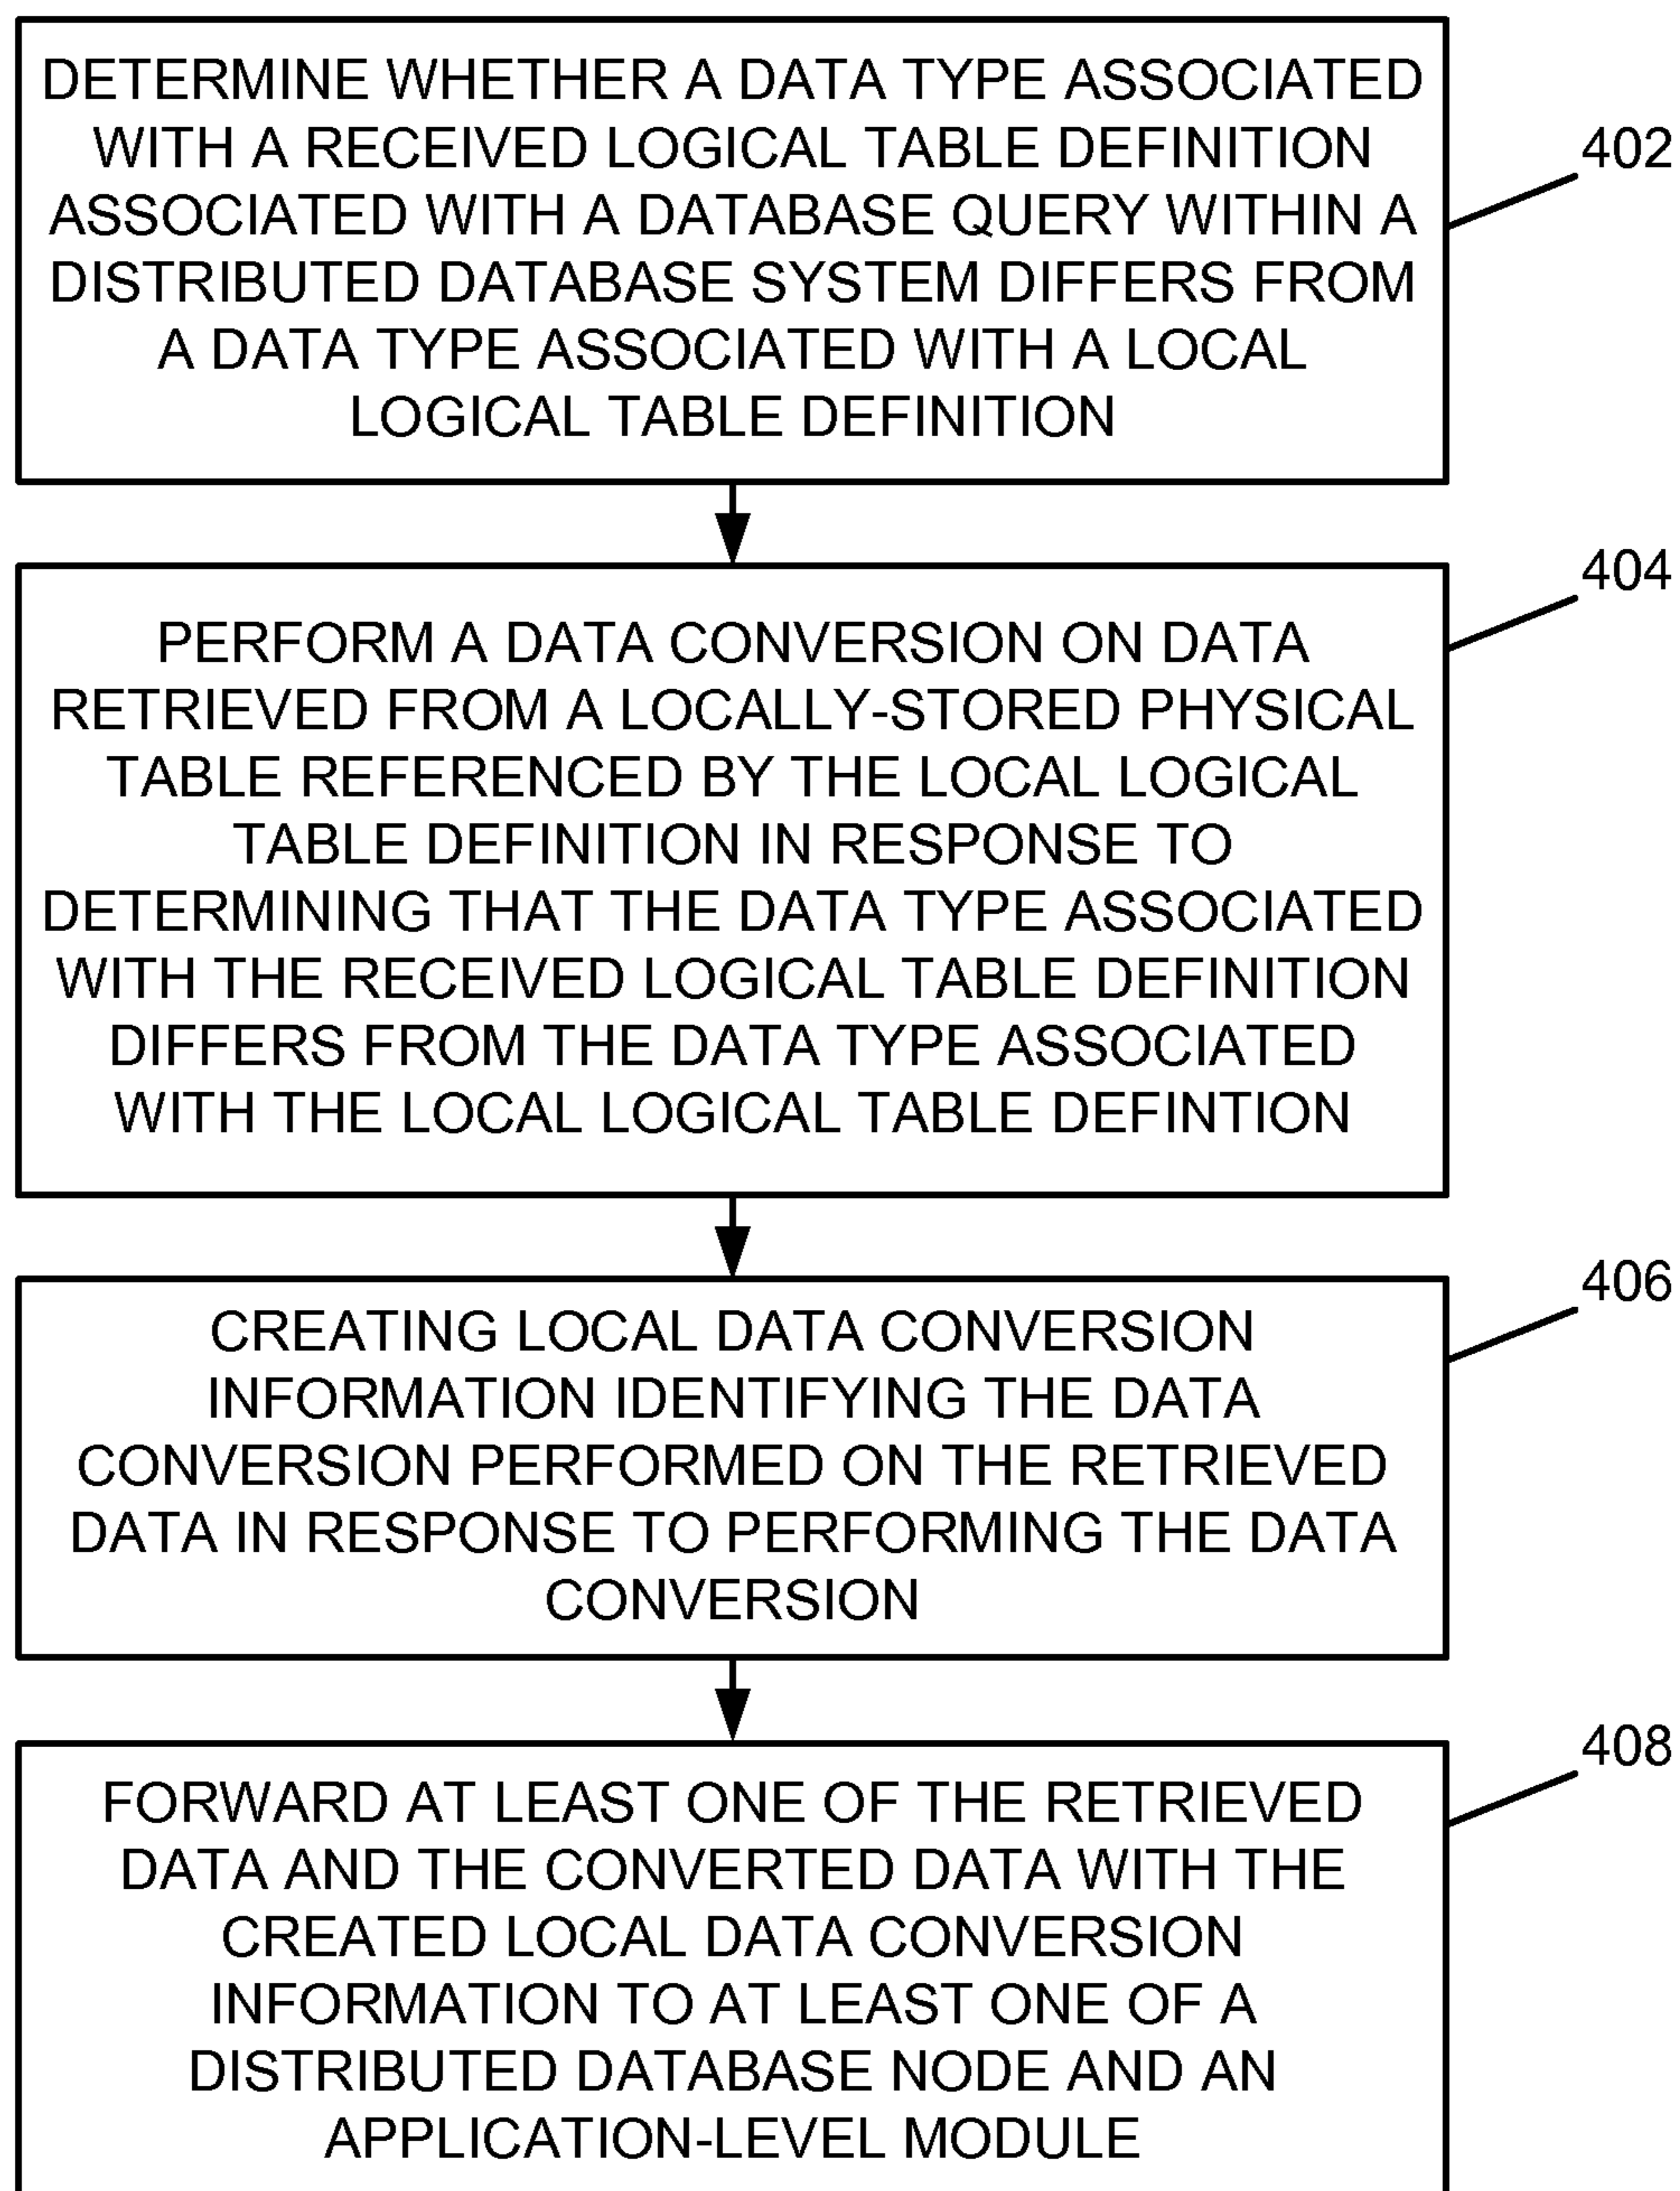 DETERMINE WHETHER A DATA TYPE ASSOCIATED
WITH A RECEIVED LOGICAL TABLE DEFINITION
ASSOCIATED WITH A DATABASE QUERY WITHIN A
DISTRIBUTED DATABASE SYSTEM DIFFERS FROM
A DATA TYPE ASSOCIATED WITH A LOCAL
LOGICAL TABLE DEFINITION
402
PERFORM A DATA CONVERSION ON DATA
RETRIEVED FROM A LOCALLY-STORED PHYSICAL
TABLE REFERENCED BY THE LOCAL LOGICAL
TABLE DEFINITION IN RESPONSE TO
DETERMINING THAT THE DATA TYPE ASSOCIATED
WITH THE RECEIVED LOGICAL TABLE DEFINITION
DIFFERS FROM THE DATA TYPE ASSOCIATED
WITH THE LOCAL LOGICAL TABLE DEFINTION
404
CREATING LOCAL DATA CONVERSION
INFORMATION IDENTIFYING THE DATA
CONVERSION PERFORMED ON THE RETRIEVED
DATA IN RESPONSE TO PERFORMING THE DATA
CONVERSION
406
FORWARD AT LEAST ONE OF THE RETRIEVED
DATA AND THE CONVERTED DATA WITH THE
CREATED LOCAL DATA CONVERSION
INFORMATION TO AT LEAST ONE OF A
DISTRIBUTED DATABASE NODE AND AN
APPLICATION-LEVEL MODULE
408